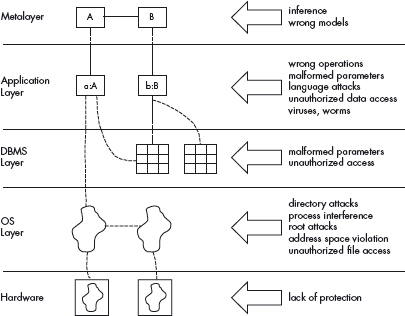 Metalayer
A
B
inference
wrong models
Application
Layer
a:A
b:B
wrong operations
malformed parameters
language attacks
unauthorized data access
viruses, worms
DBMS
Layer
malformed parameters
unauthorized access
OS
Layer
directory attacks
process interference
root attacks
address space violation
unauthorized file access
Hardware
lack of protection